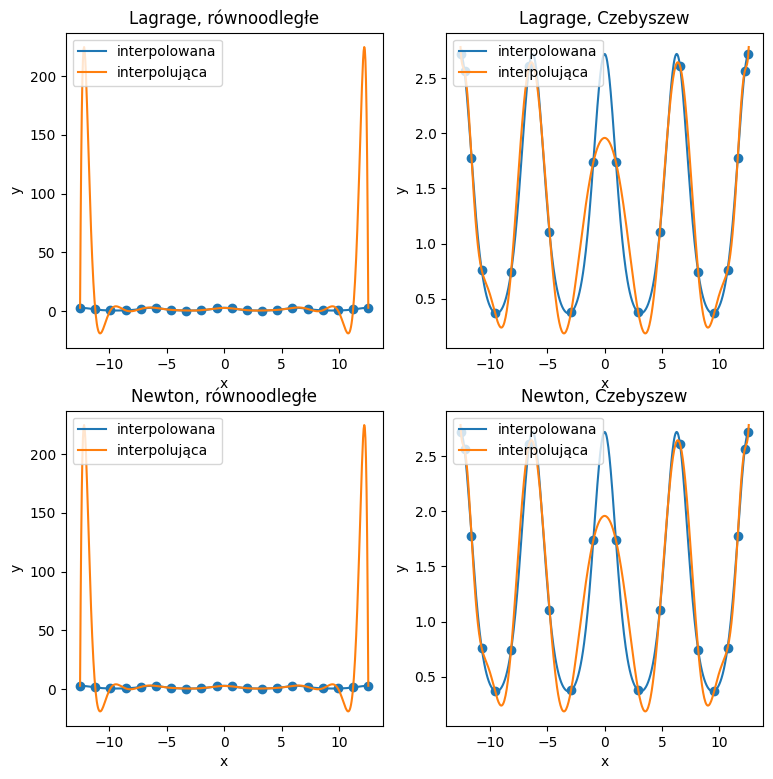 Lagrage, równoodległe
interpolowana
interpolująca
y
200
150
100
50
0
−10
−5
0
5
10
x
Lagrage, Czebyszew
interpolowana
interpolująca
y
2.5
2.0
1.5
1.0
0.5
−10
−5
0
5
10
x
Newton, równoodległe
interpolowana
interpolująca
y
200
150
100
50
0
−10
−5
0
5
10
x
Newton, Czebyszew
interpolowana
interpolująca
y
2.5
2.0
1.5
1.0
0.5
−10
−5
0
5
10
x